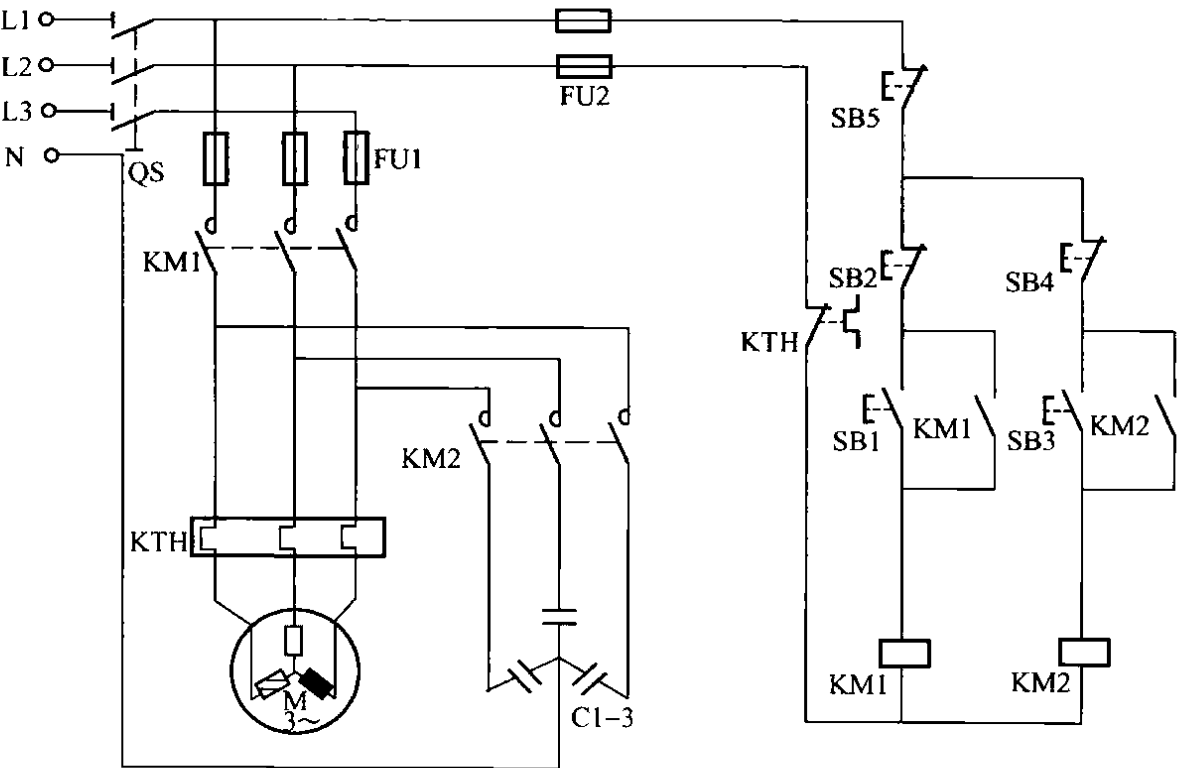 L1
L2
L3
N
QS
FU1
FU2
SB5
KM1
SB2
SB4
KTH
SB1
KM1
SB3
KM2
KM2
KTH
M
3~
C1-3
KM1
KM2